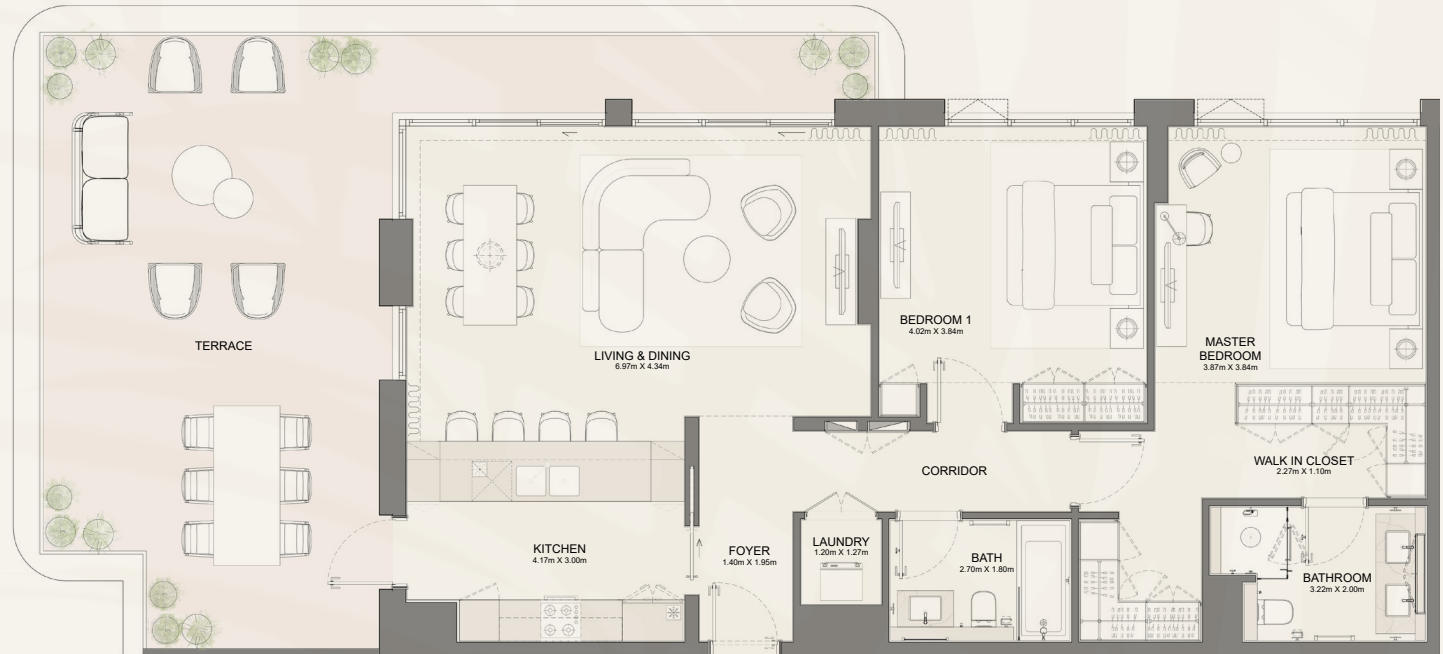 TERRACE
LIVING & DINING
6.97m X 4.34m
BEDROOM 1
4.02m X 3.84m
MASTER
BEDROOM
3.87m X 3.84m
CORRIDOR
WALK IN CLOSET
2.27m X 1.10m
KITCHEN
4.17m X 3.00m
FOYER
1.40m X 1.95m
LAUNDRY
1.20m X 1.27m
BATH
2.70m X 1.80m
BATHROOM
3.22m X 2.00m